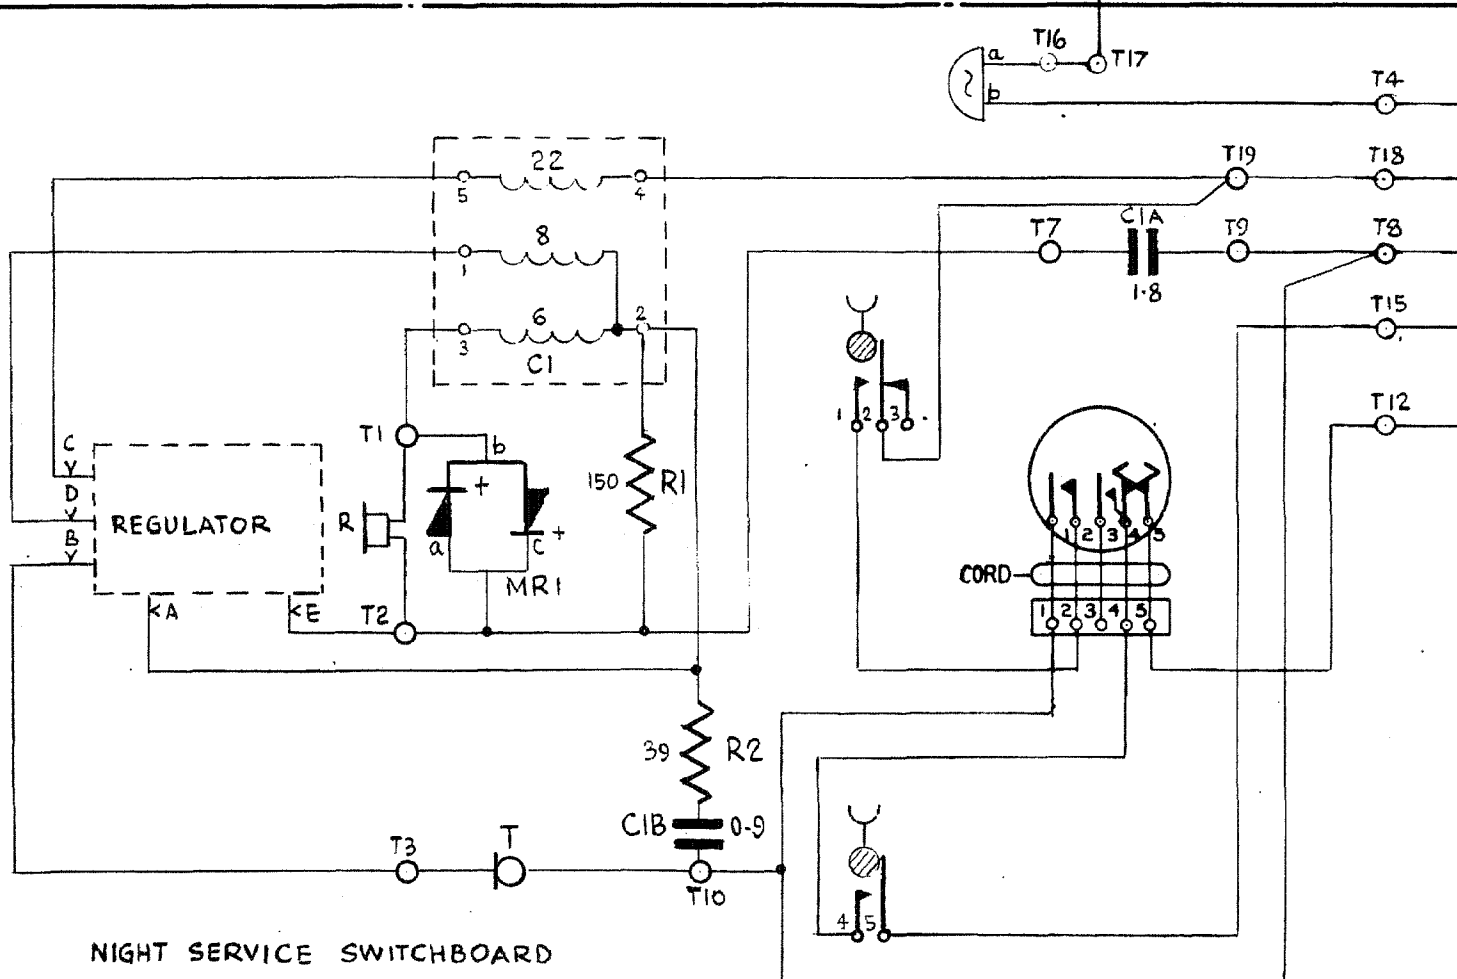 a T16 T17
b T4
22 T19 T18
5 4
8 T7 C1A T9 T8
1 1·8
6 2 T15
3
C1
1 2 3
T12
T1 b
C
150 R1
+
D
REGULATOR R
a c +
B
1 2 3 4 5
MR1 CORD
<A <E T2 1 2 3 4 5
39 R2
C1B 0-9
T3 T
T10
4 5
NIGHT SERVICE SWITCHBOARD